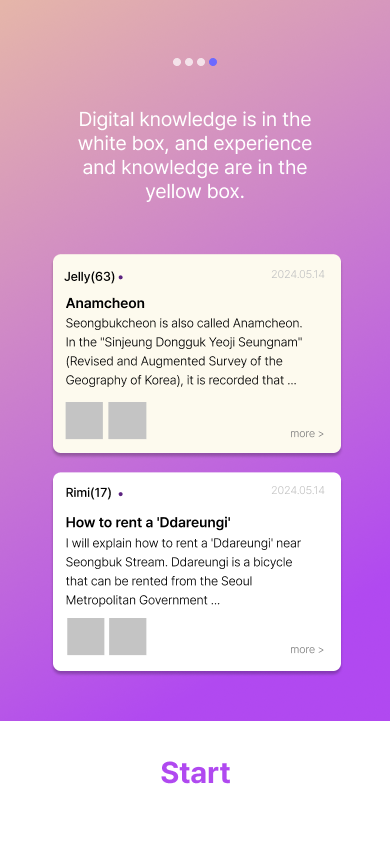 Digital knowledge is in the
white box, and experience
and knowledge are in the
yellow box.
Jelly(63)
2024.05.14
Anamcheon
Seongbukcheon is also called Anamcheon.
In the "Sinjeung Dongguk Yeoji Seungnam"
(Revised and Augmented Survey of the
Geography of Korea), it is recorded that ...
more >
Rimi(17)
2024.05.14
How to rent a 'Ddareungi'
I will explain how to rent a 'Ddareungi' near
Seongbuk Stream. Ddareungi is a bicycle
that can be rented from the Seoul
Metropolitan Government ...
more >
Start